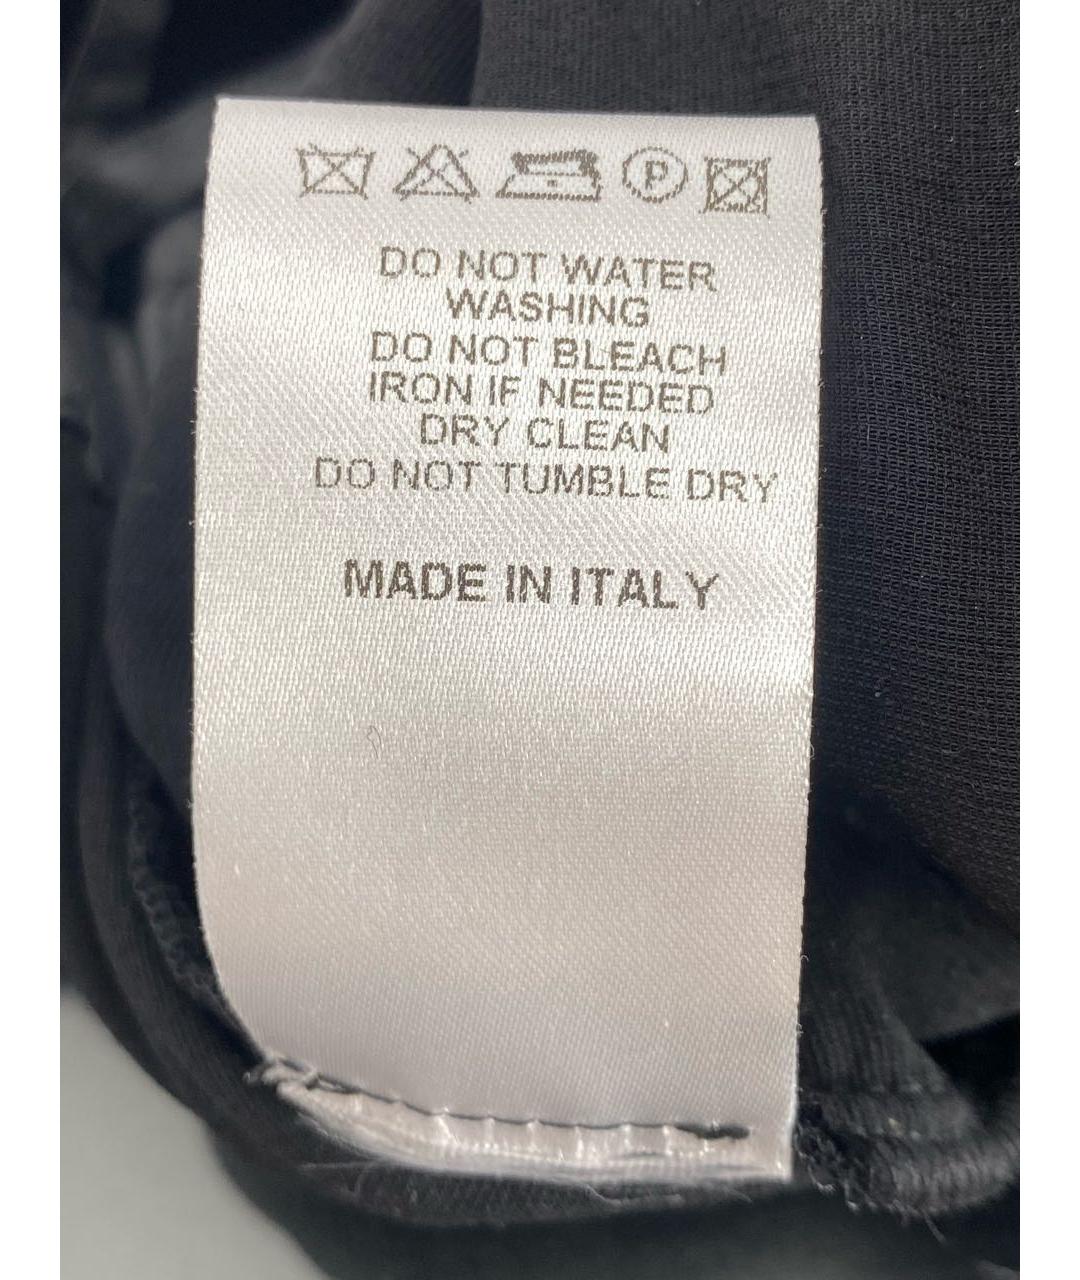 P
DO NOT WATER
WASHING
DO NOT BLEACH
IRON IF NEEDED
DRY CLEAN
DO NOT TUMBLE DRY
MADE IN ITALY